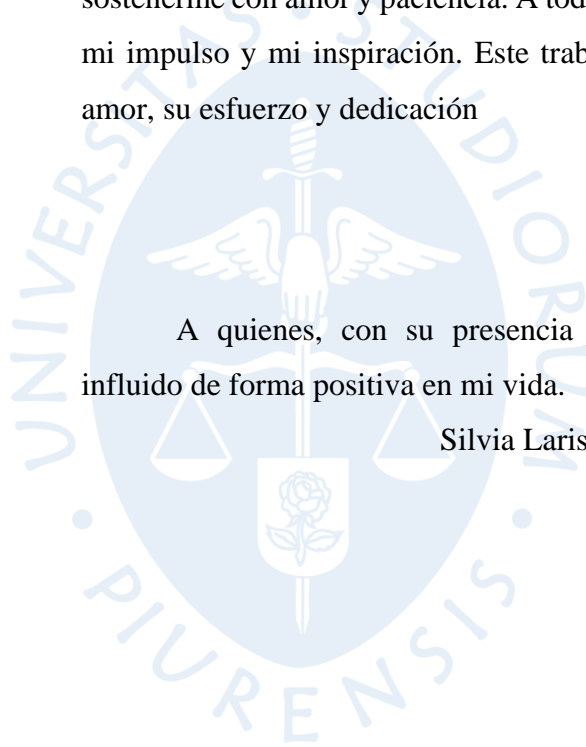 sostenerme con amor y paciencia. A tod
mi impulso y mi inspiración. Este trab
amor, su esfuerzo y dedicación
A quienes, con su presencia
influido de forma positiva en mi vida.
Silvia Laris
UNIVERSITAS • STUDIORUM • PIURENSIS